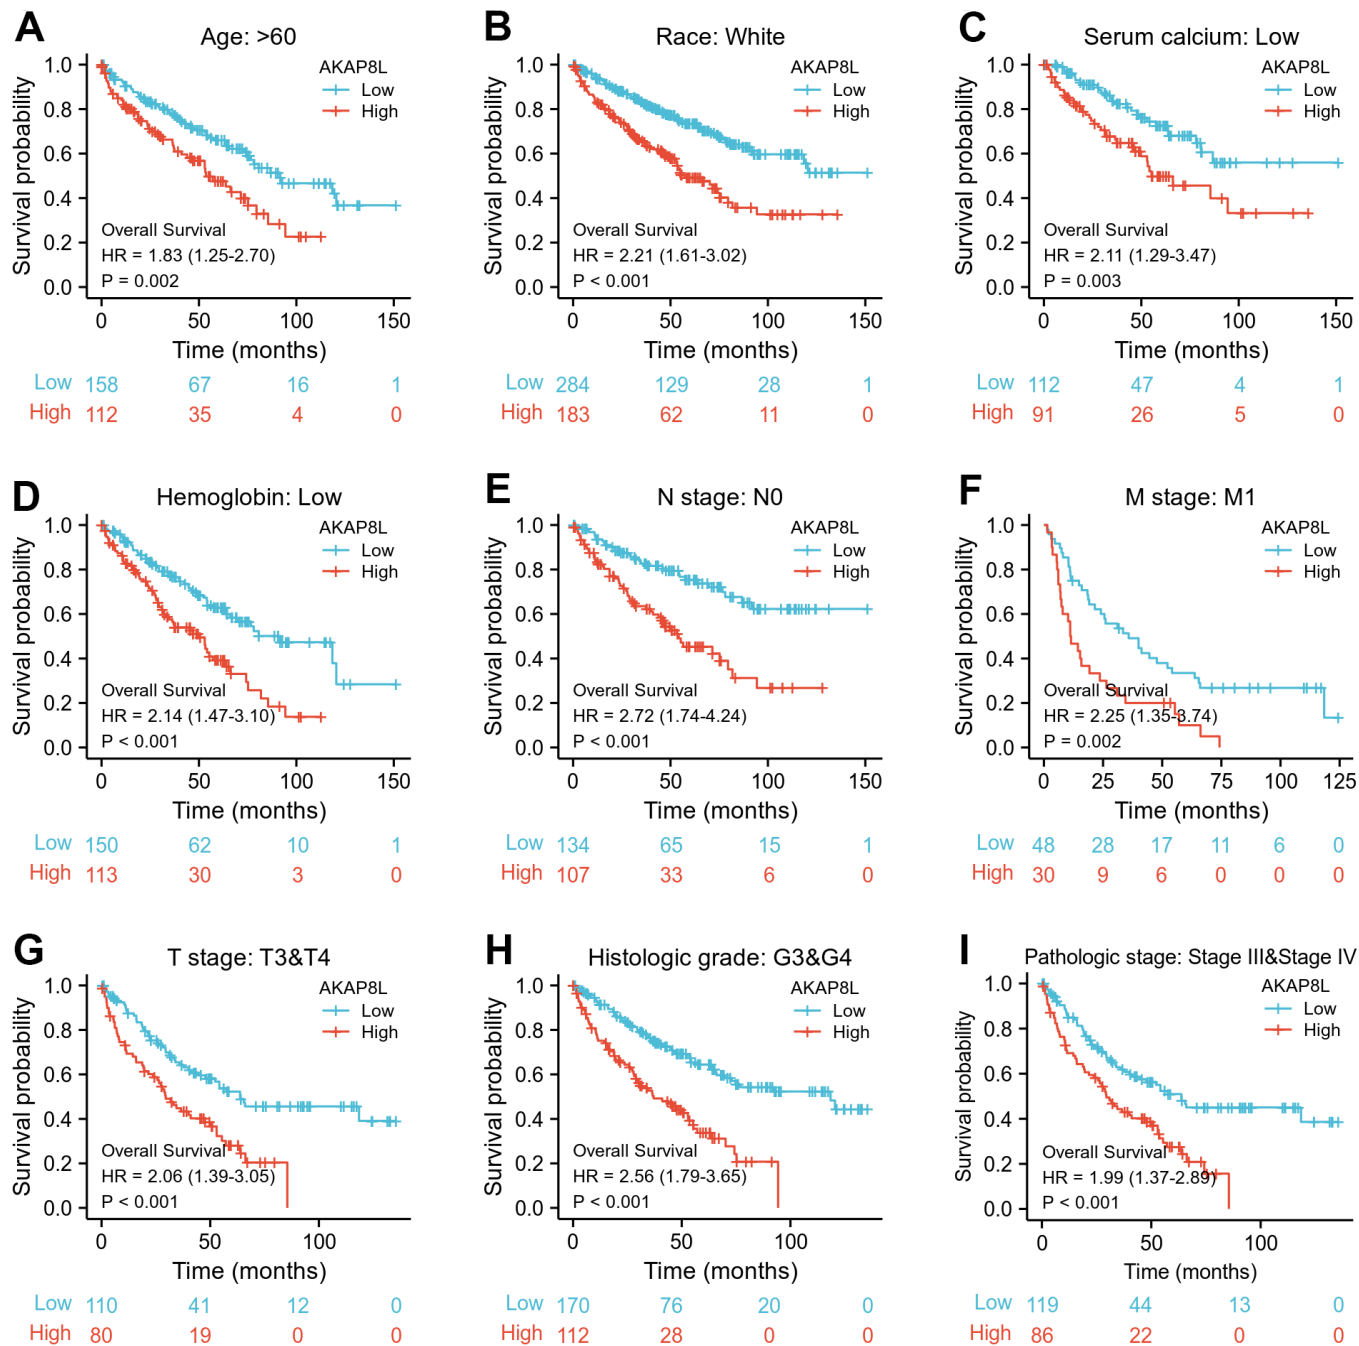 A
Age: >60
AKAP8L
Low
High
Survival probability
1.0
0.8
0.6
0.4
0.2
0.0
Overall Survival
HR = 1.83 (1.25-2.70)
P = 0.002
0 50 100 150
Time (months)
Low 158 67 16 1
High 112 35 4 0
B
Race: White
AKAP8L
Low
High
Survival probability
1.0
0.8
0.6
0.4
0.2
0.0
Overall Survival
HR = 2.21 (1.61-3.02)
P < 0.001
0 50 100 150
Time (months)
Low 284 129 28 1
High 183 62 11 0
C
Serum calcium: Low
AKAP8L
Low
High
Survival probability
1.0
0.8
0.6
0.4
0.2
0.0
Overall Survival
HR = 2.11 (1.29-3.47)
P = 0.003
0 50 100 150
Time (months)
Low 112 47 4 1
High 91 26 5 0
D
Hemoglobin: Low
AKAP8L
Low
High
Survival probability
1.0
0.8
0.6
0.4
0.2
0.0
Overall Survival
HR = 2.14 (1.47-3.10)
P < 0.001
0 50 100 150
Time (months)
Low 150 62 10 1
High 113 30 3 0
E
N stage: N0
AKAP8L
Low
High
Survival probability
1.0
0.8
0.6
0.4
0.2
0.0
Overall Survival
HR = 2.72 (1.74-4.24)
P < 0.001
0 50 100 150
Time (months)
Low 134 65 15 1
High 107 33 6 0
F
M stage: M1
AKAP8L
Low
High
Survival probability
1.0
0.8
0.6
0.4
0.2
0.0
Overall Survival
HR = 2.25 (1.35-3.74)
P = 0.002
0 25 50 75 100 125
Time (months)
Low 48 28 17 11 6 0
High 30 9 6 0 0 0
G
T stage: T3&T4
AKAP8L
Low
High
Survival probability
1.0
0.8
0.6
0.4
0.2
0.0
Overall Survival
HR = 2.06 (1.39-3.05)
P < 0.001
0 50 100
Time (months)
Low 110 41 12 0
High 80 19 0 0
H
Histologic grade: G3&G4
AKAP8L
Low
High
Survival probability
1.0
0.8
0.6
0.4
0.2
0.0
Overall Survival
HR = 2.56 (1.79-3.65)
P < 0.001
0 50 100
Time (months)
Low 170 76 20 0
High 112 28 0 0
I
Pathologic stage: Stage III&Stage IV
AKAP8L
Low
High
Survival probability
1.0
0.8
0.6
0.4
0.2
0.0
Overall Survival
HR = 1.99 (1.37-2.89)
P < 0.001
0 50 100
Time (months)
Low 119 44 13 0
High 86 22 0 0